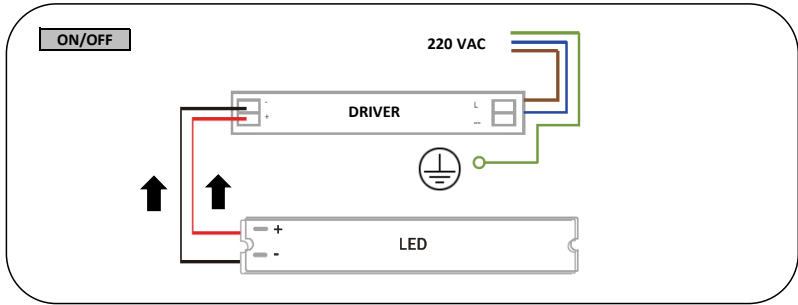 ON/OFF
220 VAC
-
+
DRIVER
L
+
-
LED